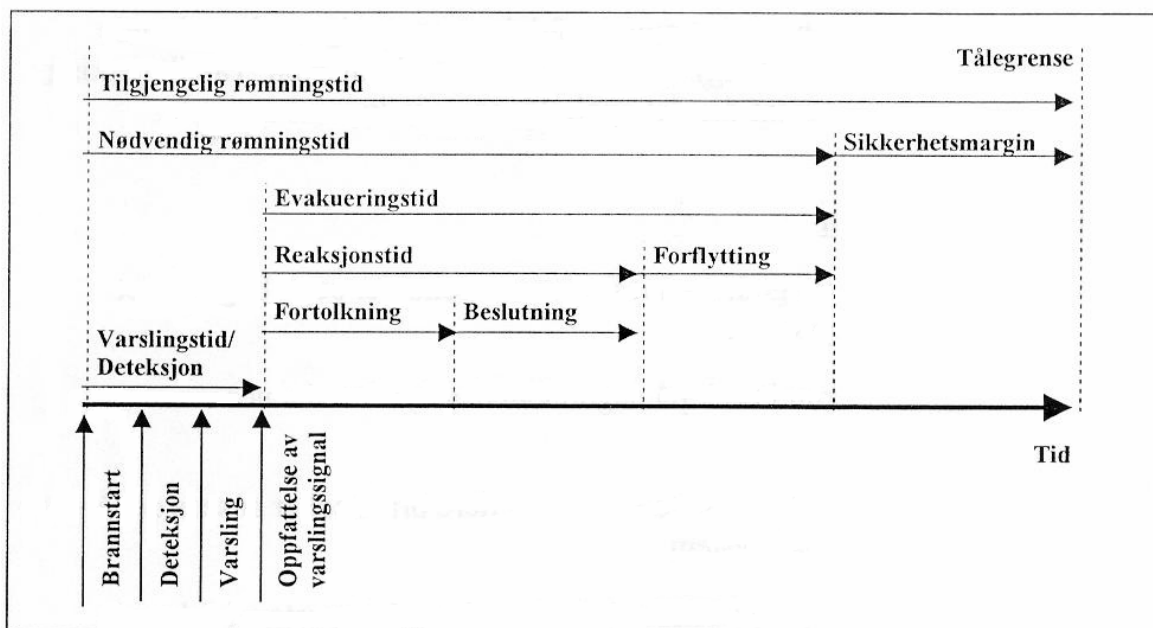 Tålegrense
Tilgjengelig rømningstid
Nødvendig rømningstid
Sikkerhetsmargin
Evakueringstid
Reaksjonstid
Forflytting
Fortolkning
Beslutning
Varslingstid/
Deteksjon
Tid
Brannstart
Deteksjon
Varsling
Oppfattelse av
varslingssignal